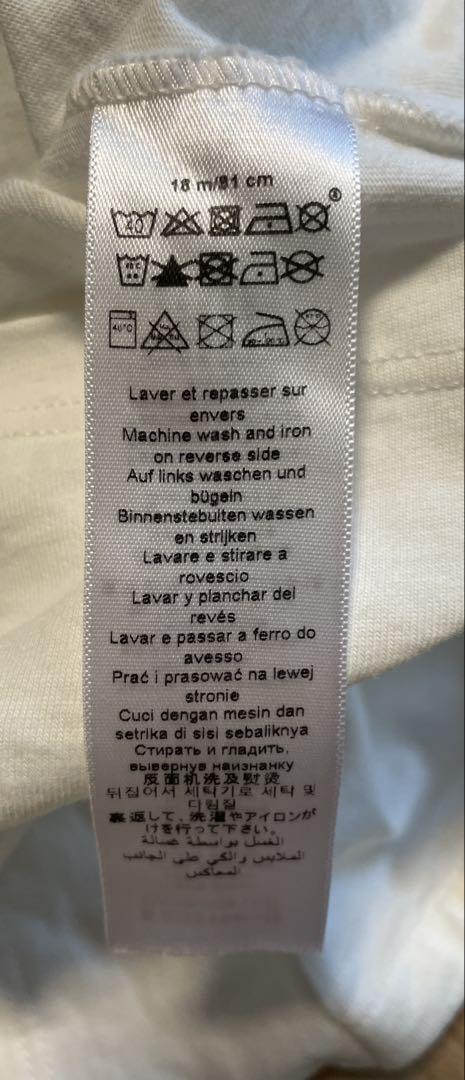 18 m/81 cm
40
®
40°C
40°C
Laver et repasser sur
envers
Machine wash and iron
on reverse side
Auf links waschen und
bügeln
Binnenstebuiten wassen
en strijken
Lavare e stirare a
rovescio
Lavar y planchar del
revés
Lavar e passar a ferro do
avesso
Prać i prasować na lewej
stronie
Cuci dengan mesin dan
setrika di sisi sebaliknya
Стирать и гладить,
вывернув наизнанку
反面机洗及熨烫
뒤집어서 세탁기로 세탁 및
다림질
裏返して、洗濯やアイロンが
けを行って下さい。
الغسل بواسطة غسالة
الملابس والكي على الجانب
المعاكس